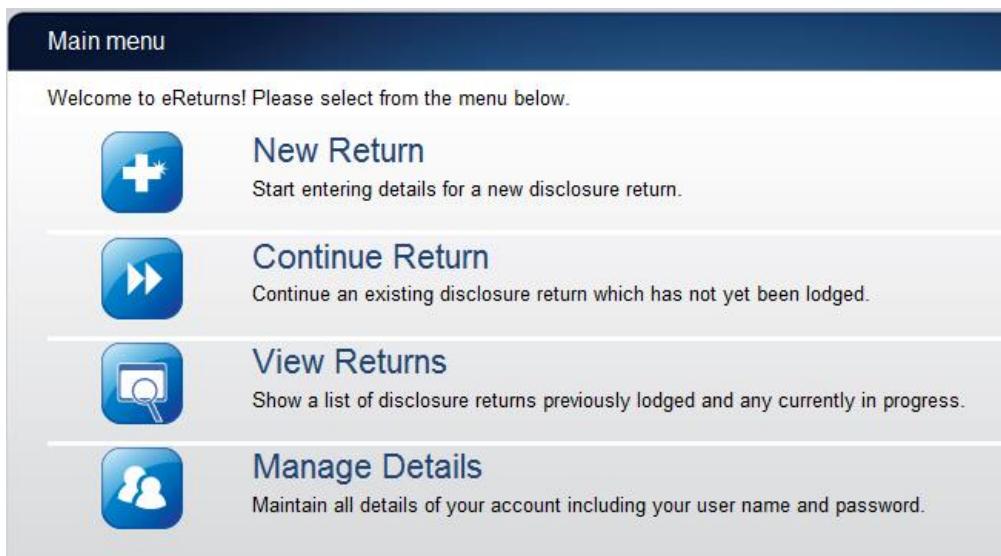 Main menu
Welcome to eReturns! Please select from the menu below.
New Return
Start entering details for a new disclosure return.
Continue Return
Continue an existing disclosure return which has not yet been lodged.
View Returns
Show a list of disclosure returns previously lodged and any currently in progress.
Manage Details
Maintain all details of your account including your user name and password.